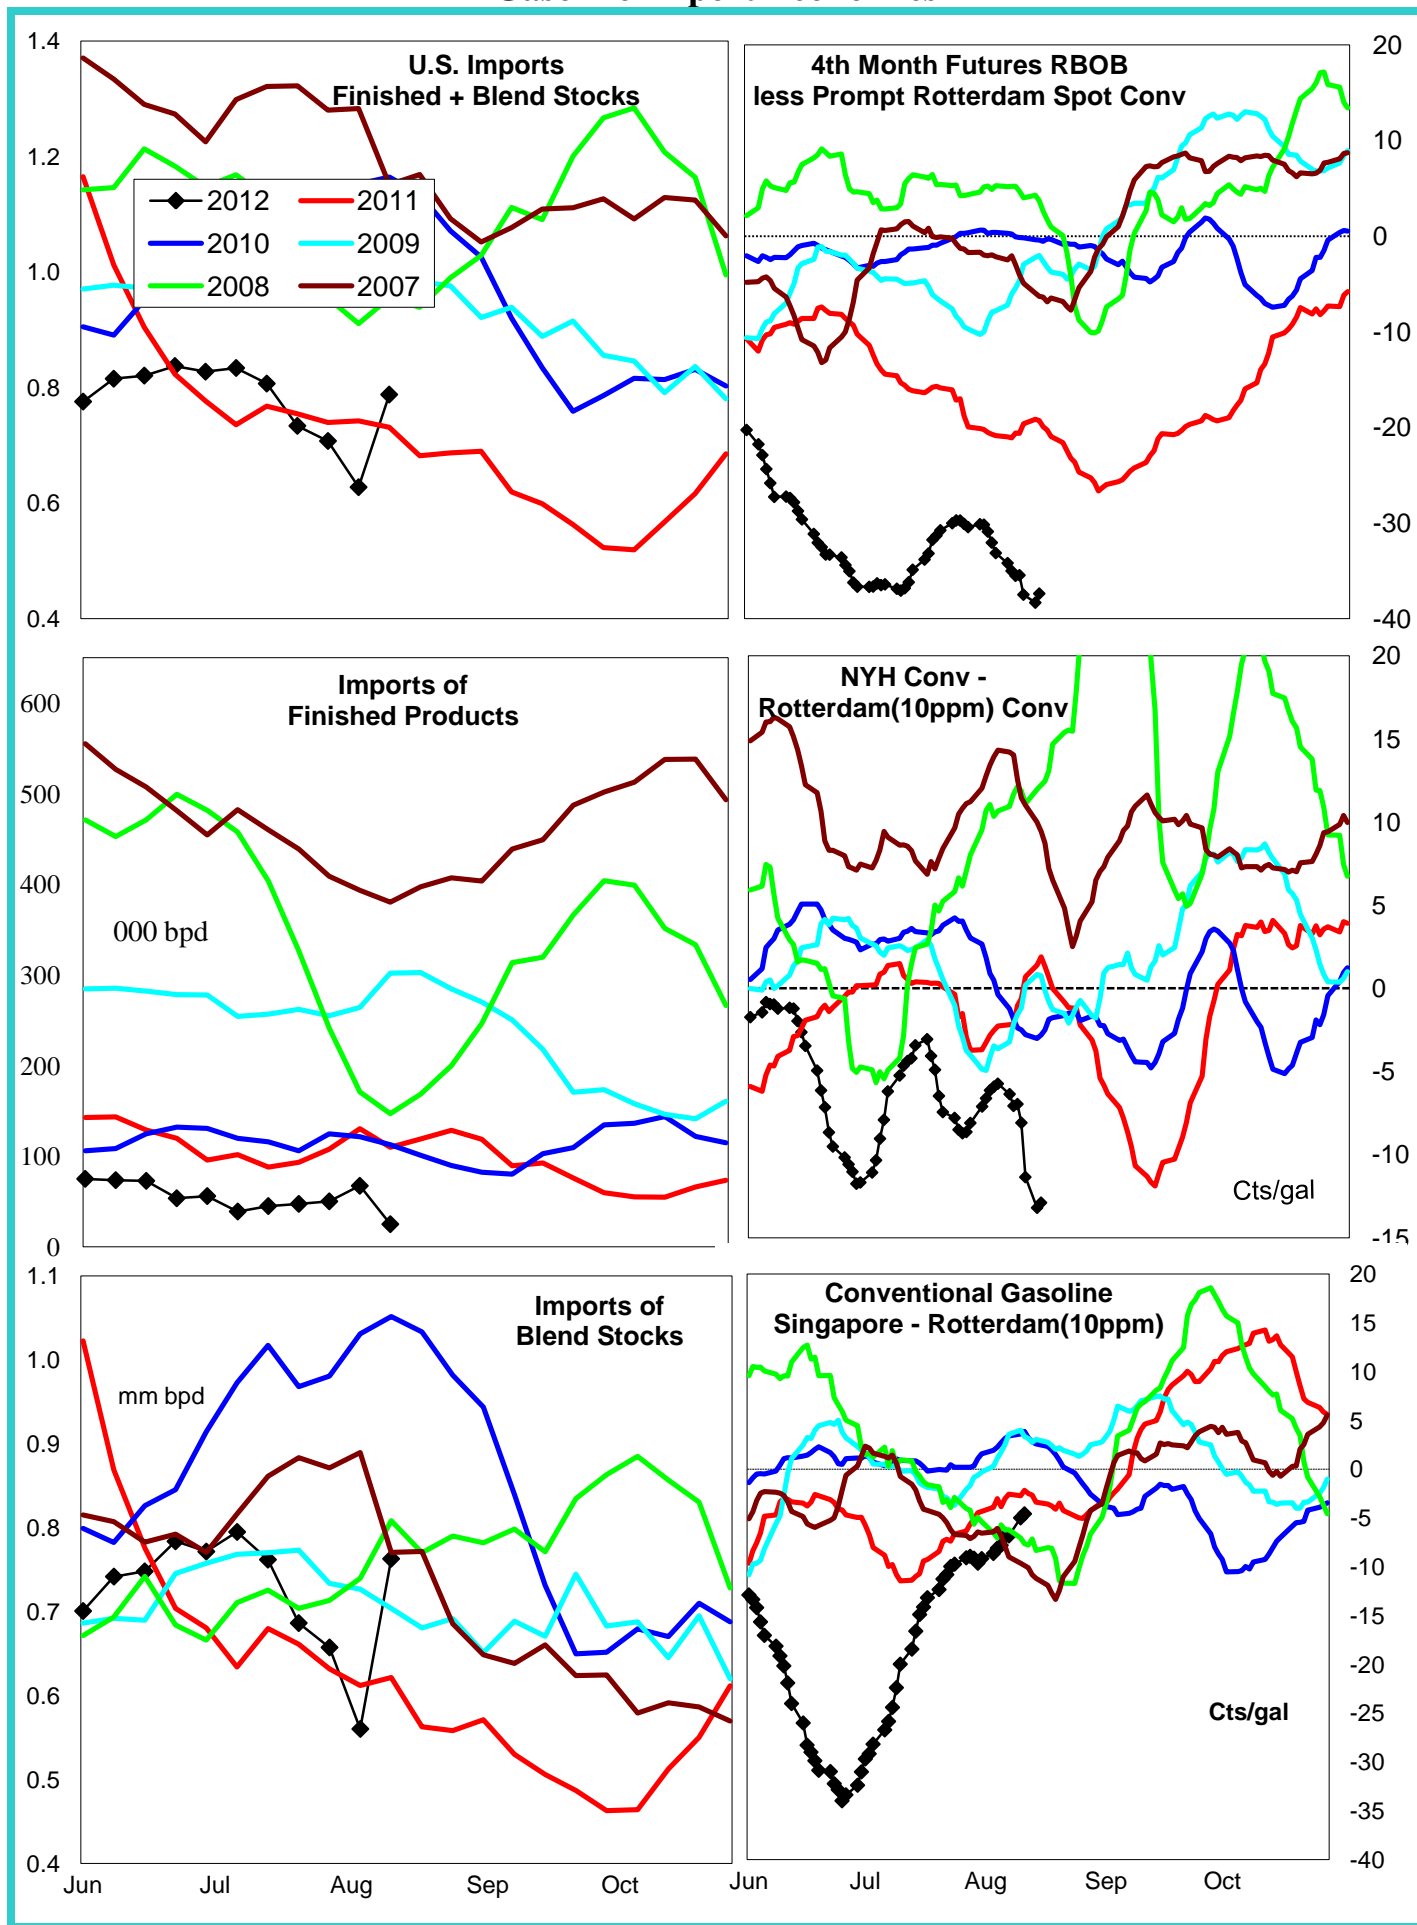 1.4
1.2
1.0
0.8
0.6
0.4
U.S. Imports
Finished + Blend Stocks
2012
2011
2010
2009
2008
2007
4th Month Futures RBOB
less Prompt Rotterdam Spot Conv
20
10
0
-10
-20
-30
-40
600
500
400
300
200
100
0
Imports of
Finished Products
000 bpd
NYH Conv -
Rotterdam(10ppm) Conv
Cts/gal
20
15
10
5
0
-5
-10
-15
1.1
1.0
0.9
0.8
0.7
0.6
0.5
0.4
Imports of
Blend Stocks
mm bpd
Jun
Jul
Aug
Sep
Oct
Conventional Gasoline
Singapore - Rotterdam(10ppm)
Cts/gal
20
15
10
5
0
-5
-10
-15
-20
-25
-30
-35
-40
Jun
Jul
Aug
Sep
Oct